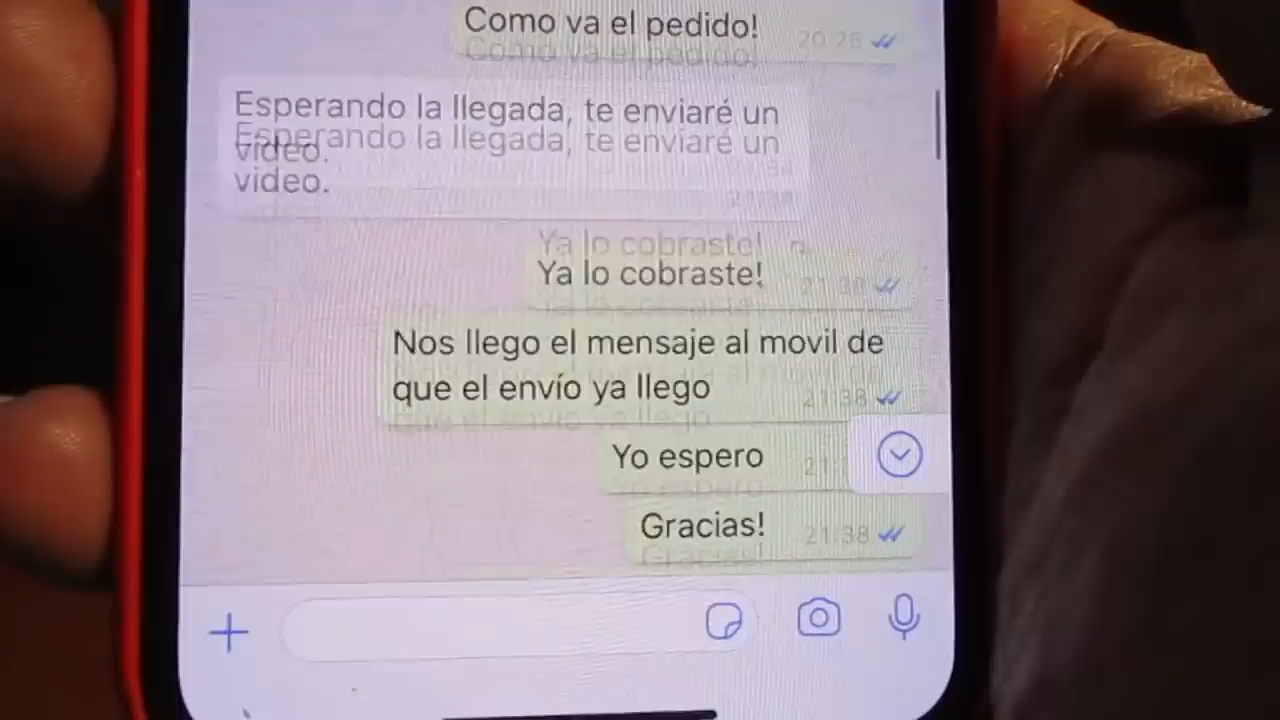 Como va el pedido!
20:26
Esperando la llegada, te enviaré un
video.
Ya lo cobraste!
21:38
Nos llego el mensaje al movil de
que el envío ya llego
21:38
Yo espero
Gracias!
21:38